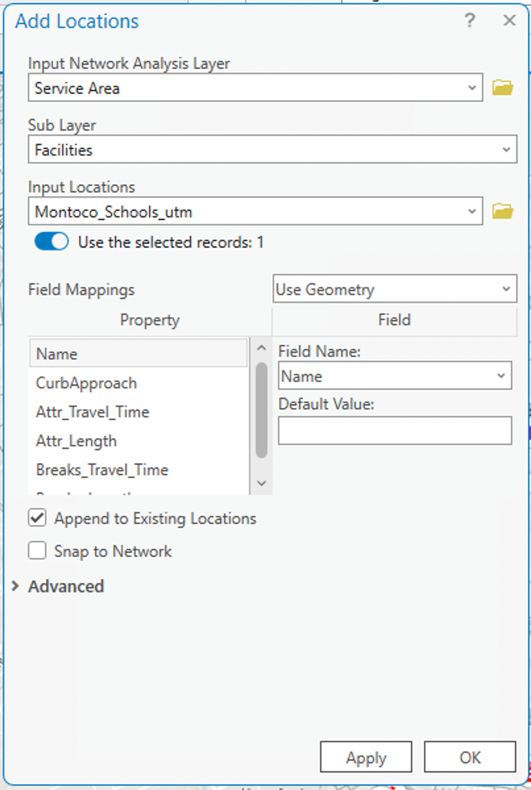 Add Locations
? ×
Input Network Analysis Layer
Service Area
Sub Layer
Facilities
Input Locations
Montoco_Schools_utm
Use the selected records: 1
Field Mappings
Use Geometry
Property
Field
Name
CurbApproach
Attr_Travel_Time
Attr_Length
Breaks_Travel_Time
Field Name:
Name
Default Value:
Append to Existing Locations
Snap to Network
Advanced
Apply
OK